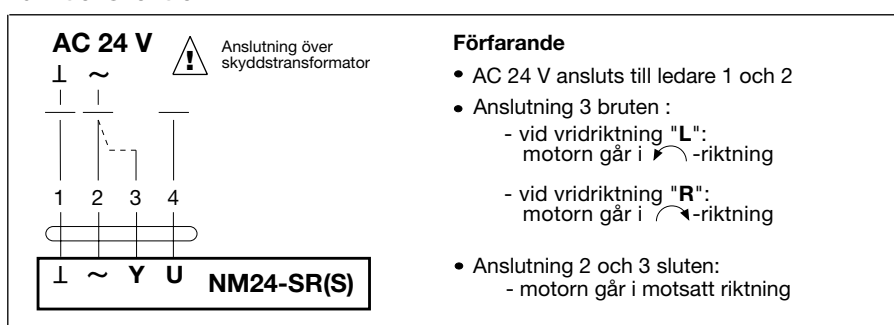 AC 24 V
Anslutning över
skyddstransformator
⊥ ~
1 2 3 4
⊥ ~ Y U NM24-SR(S)
Förfarande
• AC 24 V ansluts till ledare 1 och 2
• Anslutning 3 bruten :
- vid vridriktning "L":
motorn går i -riktning
- vid vridriktning "R":
motorn går i -riktning
• Anslutning 2 och 3 sluten:
- motorn går i motsatt riktning